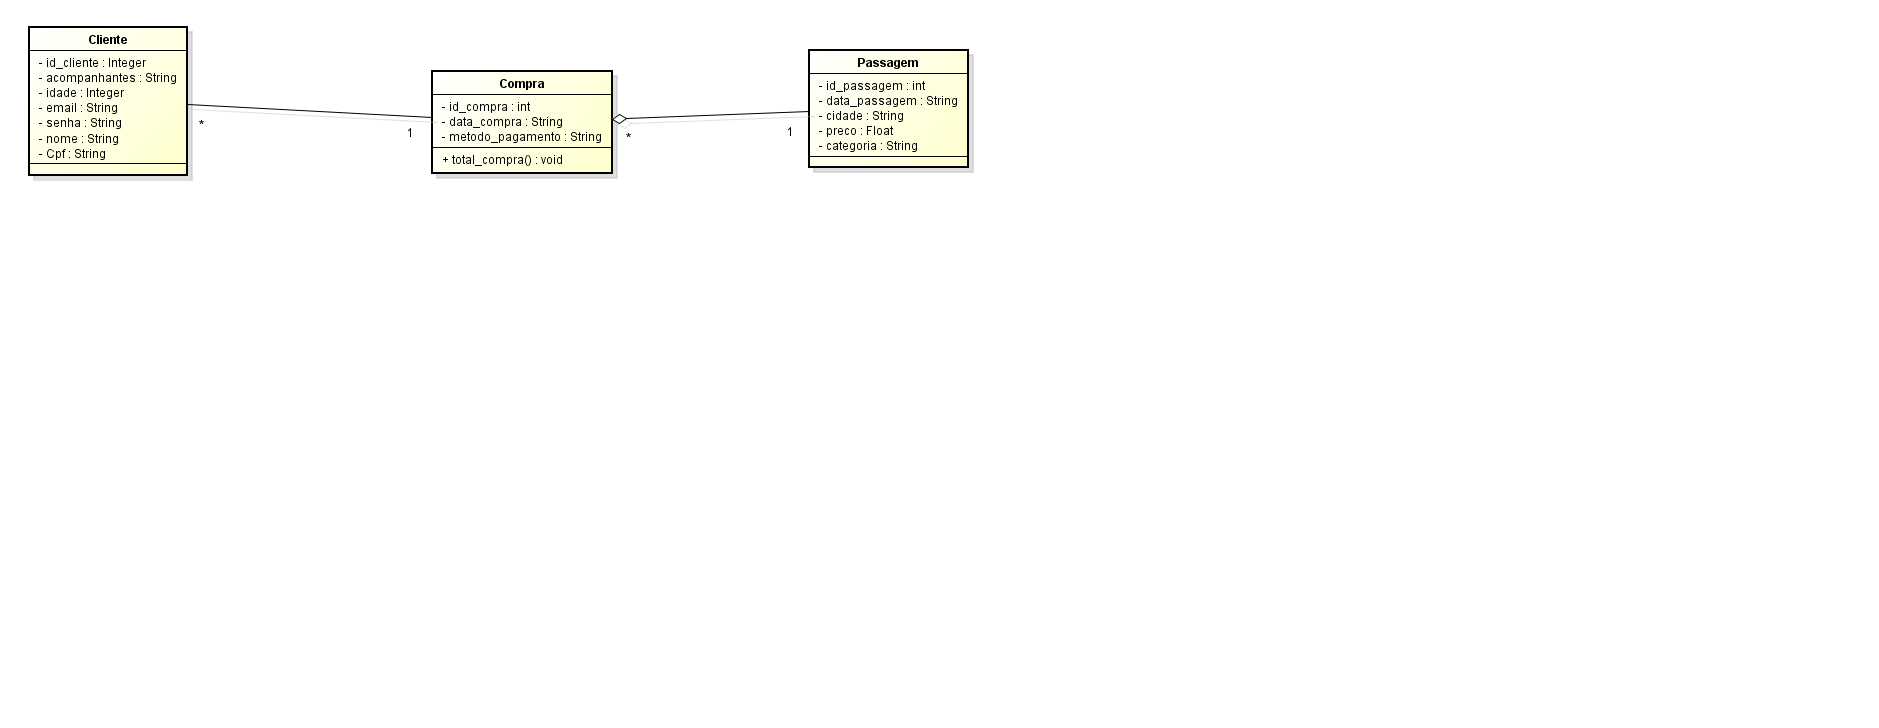 Cliente
- id_cliente : Integer
- acompanhantes : String
- idade : Integer
- email : String
- senha : String
- nome : String
- Cpf : String
*
1
Compra
- id_compra : int
- data_compra : String
- metodo_pagamento : String
+ total_compra() : void
*
1
Passagem
- id_passagem : int
- data_passagem : String
- cidade : String
- preco : Float
- categoria : String